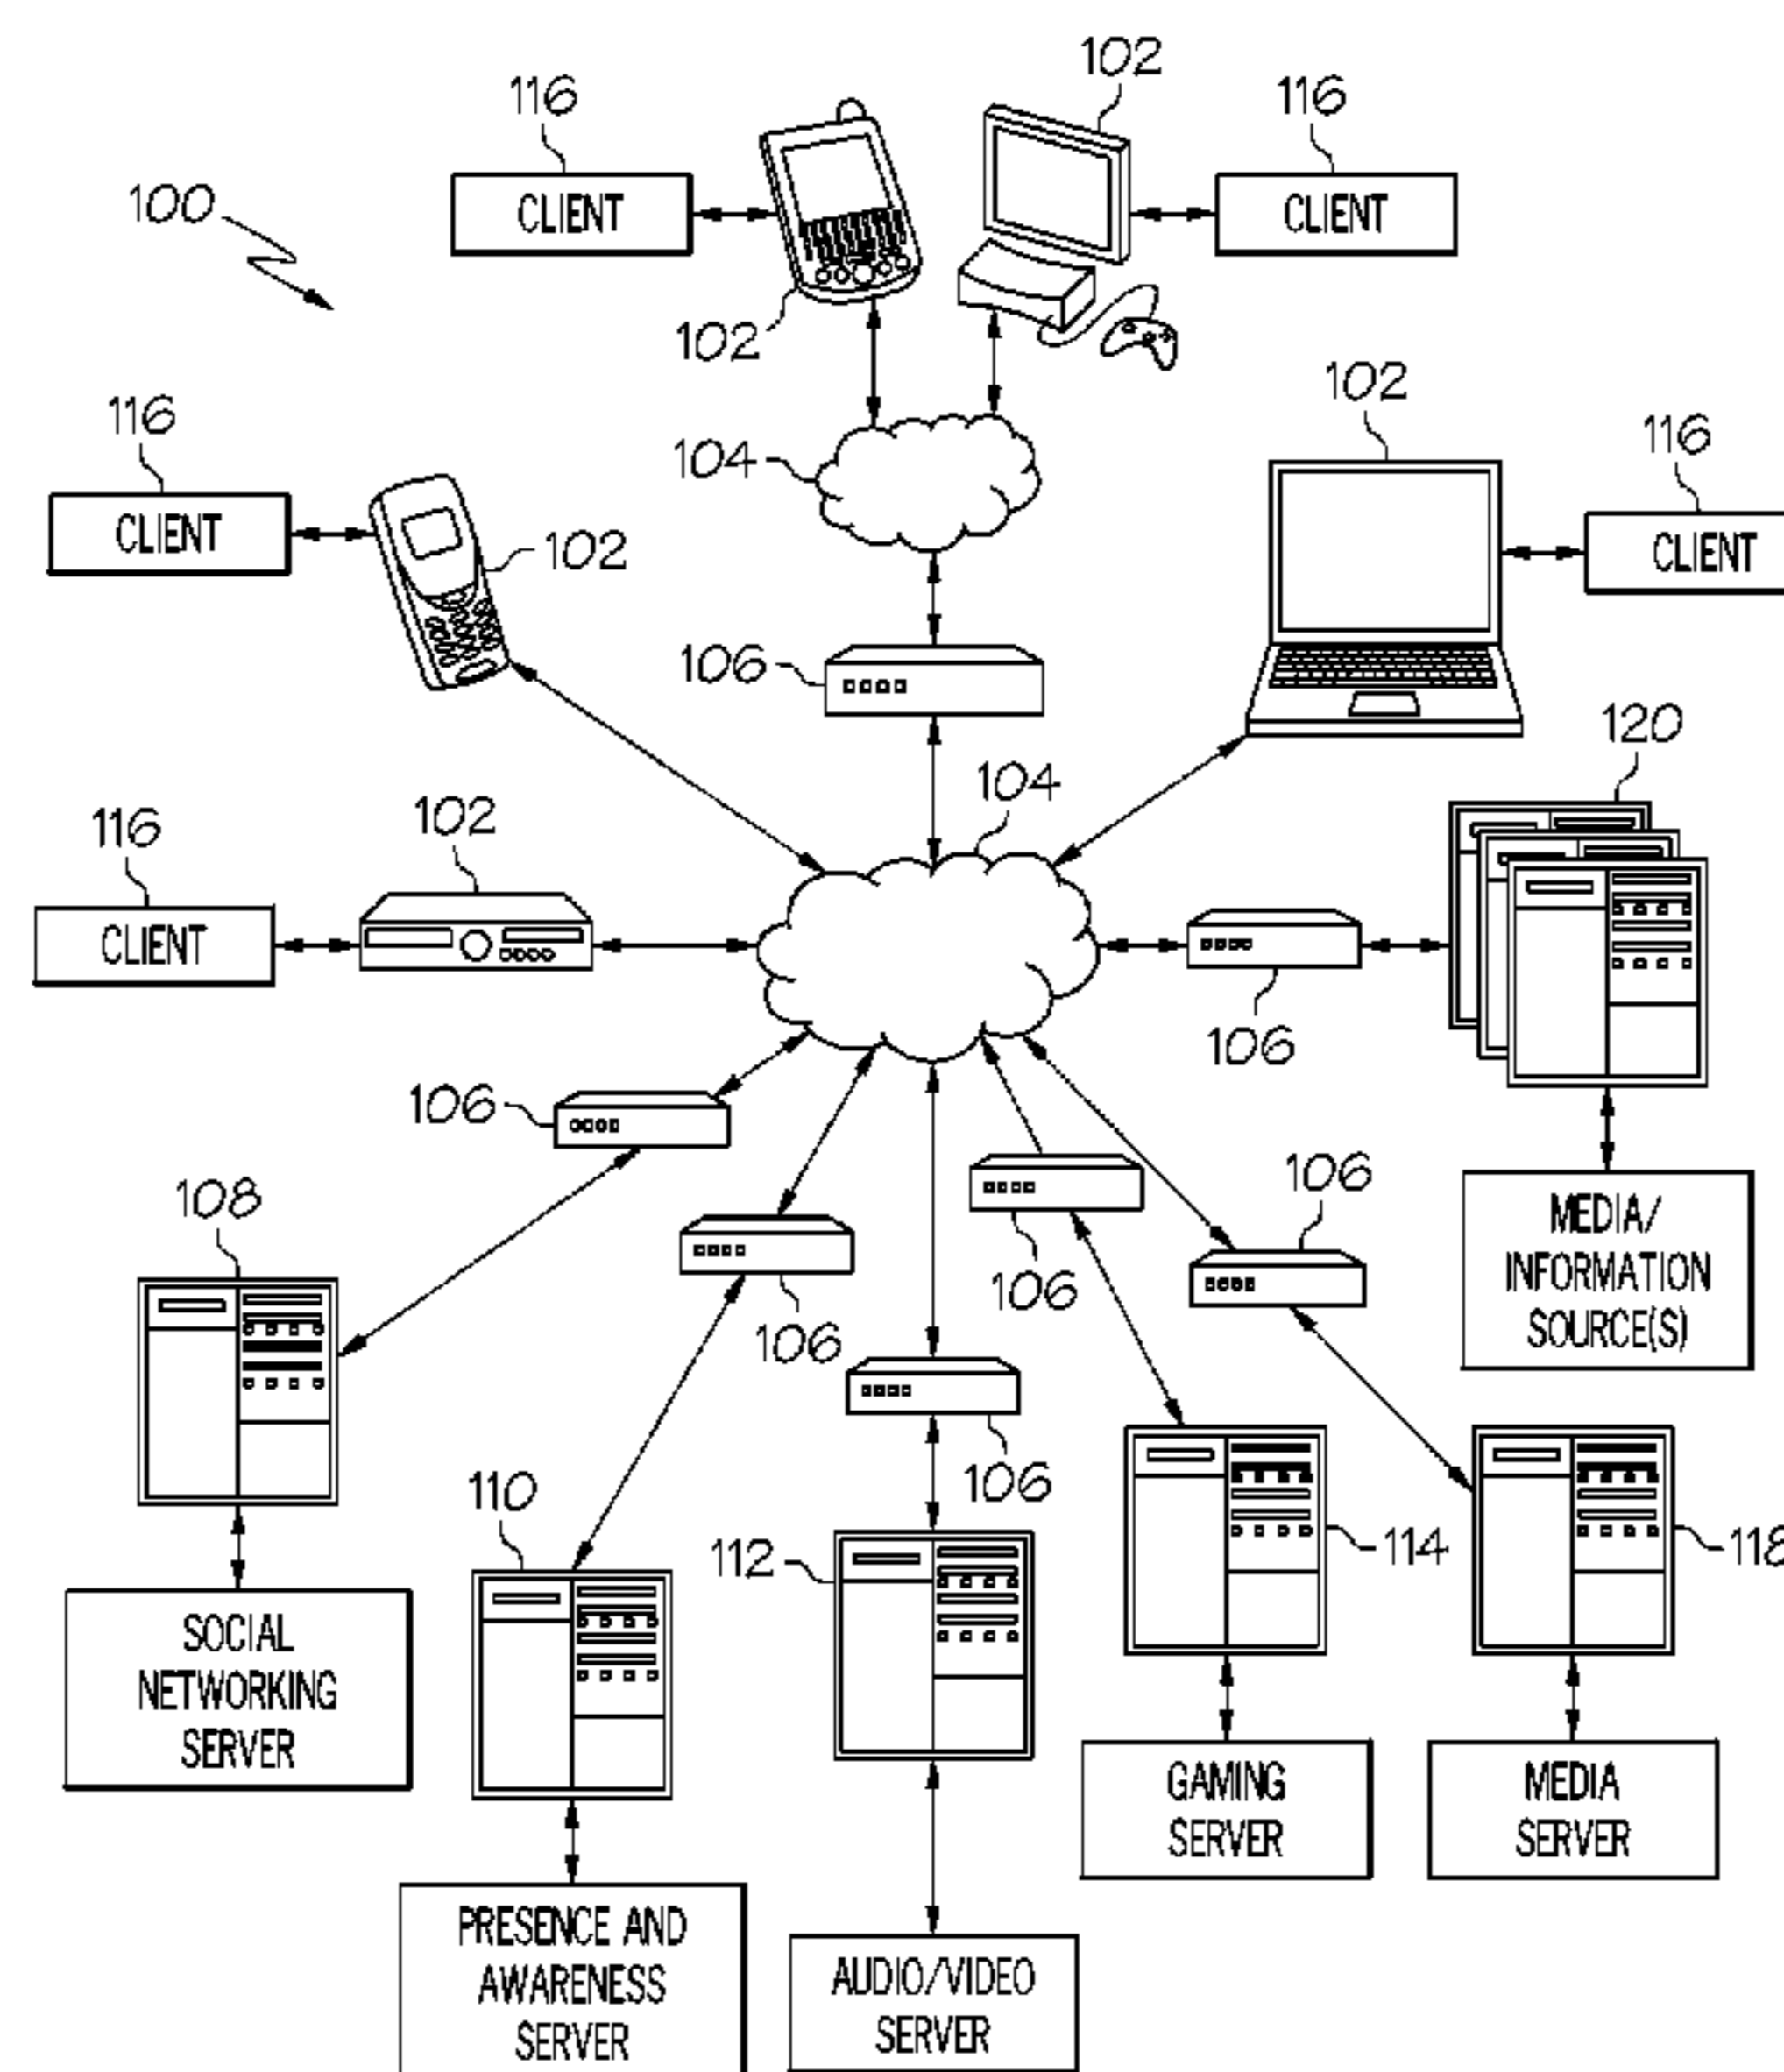 102
116
116
100
CLIENT
CLIENT
102
102
116
104
116
CLIENT
102
CLIENT
106
120
104
102
116
CLIENT
106
106
108
106
106
106
MEDIA/
INFORMATION
SOURCE(S)
106
110
112
114
118
SOCIAL
NETWORKING
SERVER
GAMING
SERVER
MEDIA
SERVER
PRESENCE AND
AWARENESS
SERVER
AUDIO/VIDEO
SERVER